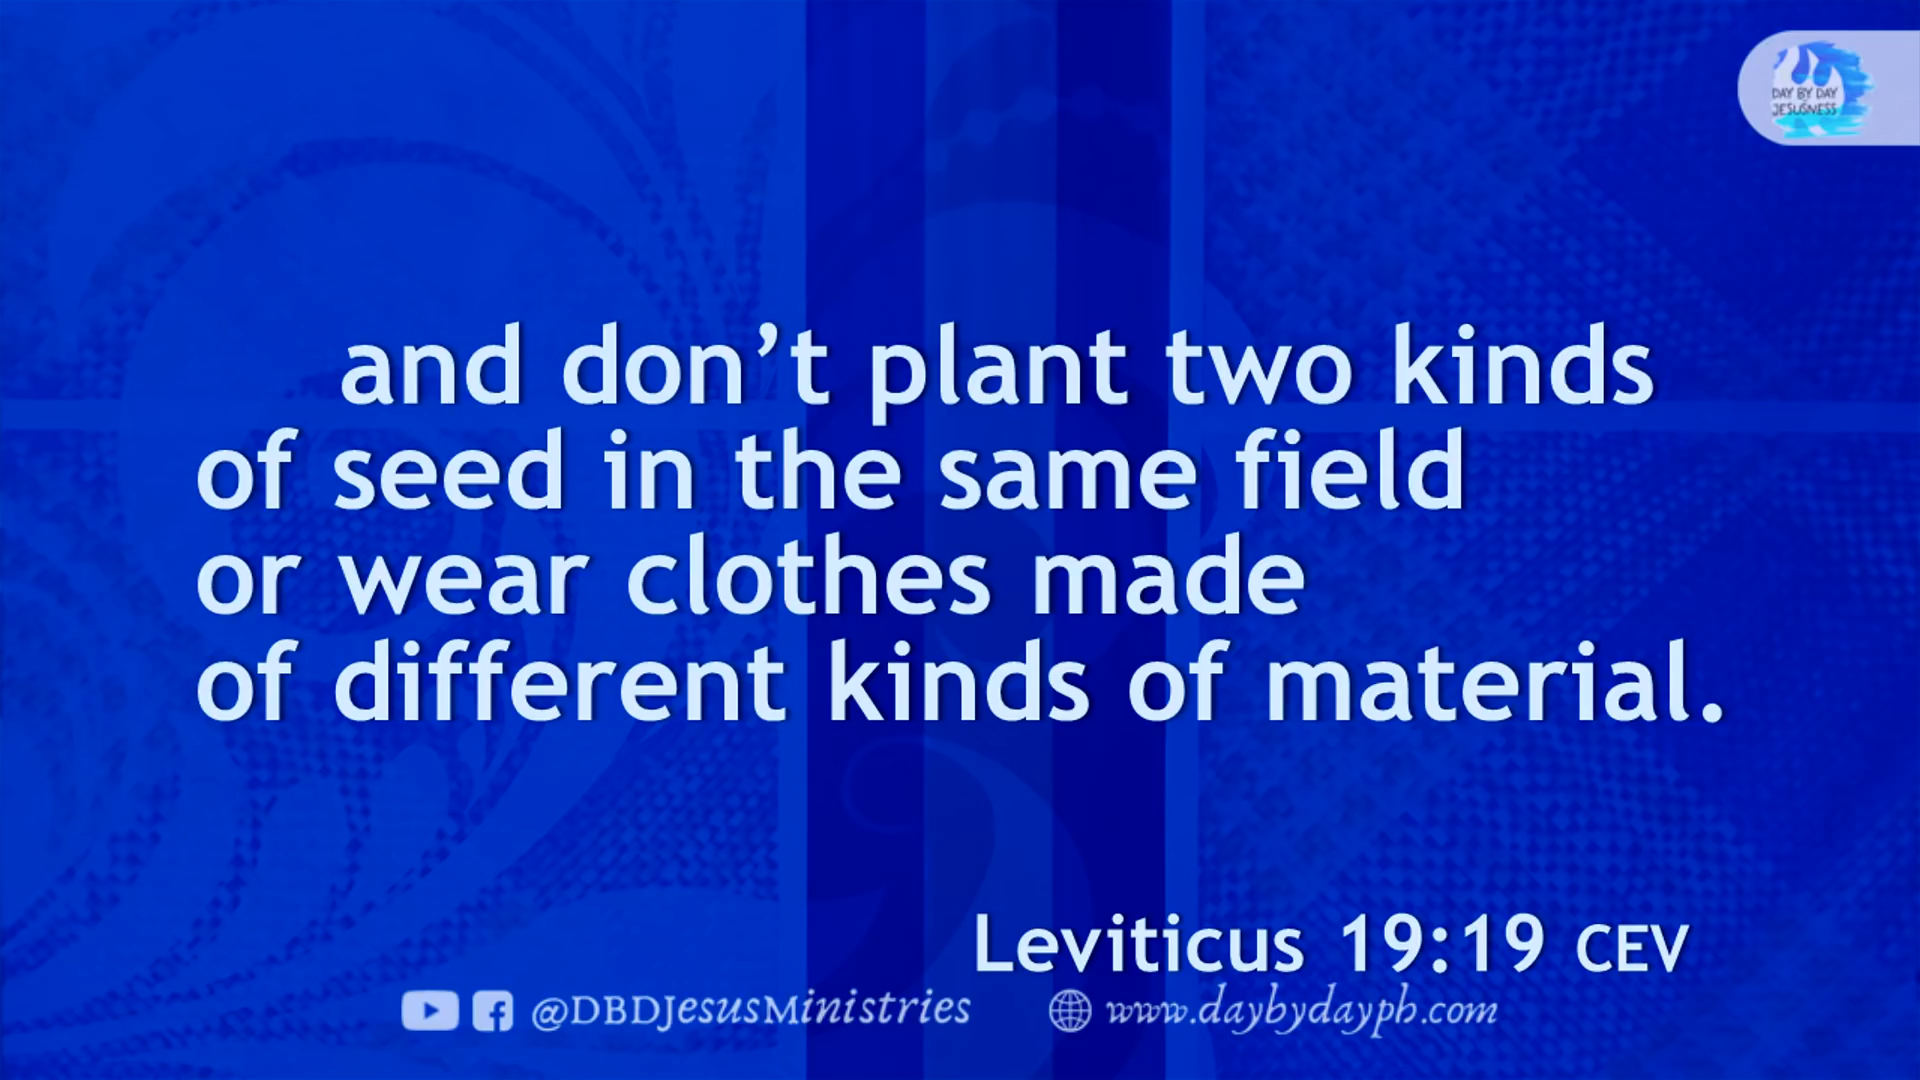 DAY BY DAY
JESUSNESS
and don’t plant two kinds
of seed in the same field
or wear clothes made
of different kinds of material.
Leviticus 19:19 CEV
@DBDJesusMinistries www.daybydayph.com